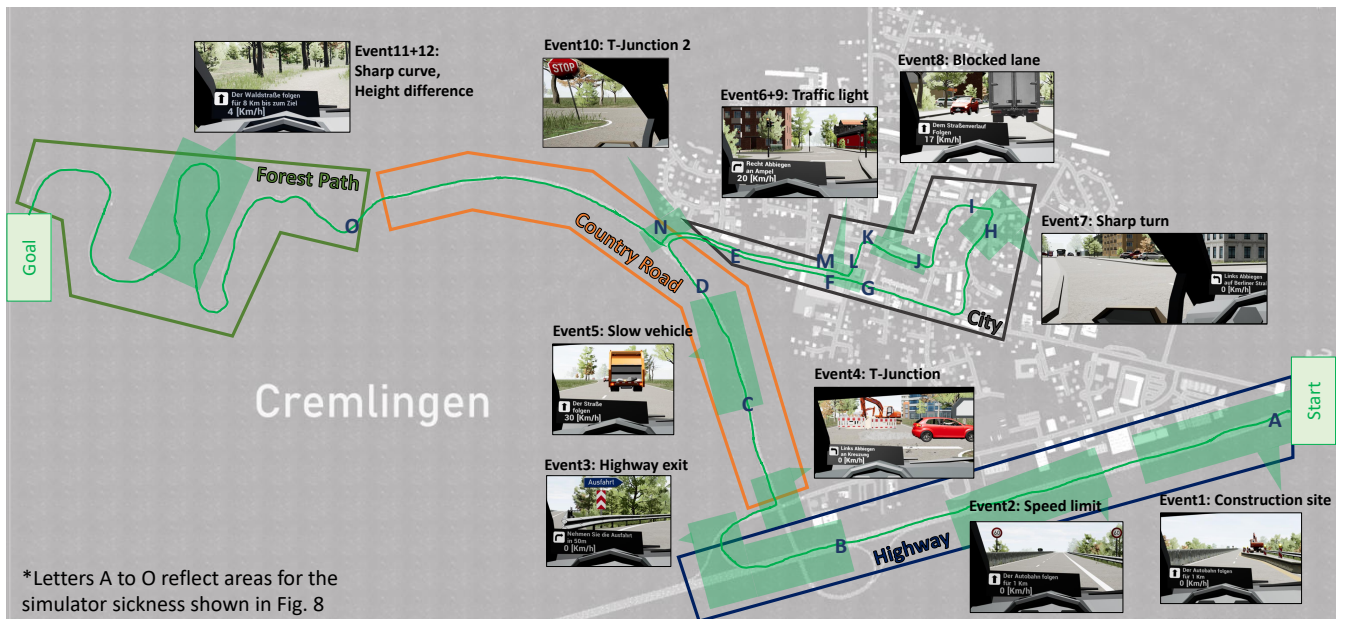 Event11+12:
Sharp curve,
Height difference
Der Waldstraße folgen
für 8 Km bis zum Ziel
4 [Km/h]
Event10: T-Junction 2
STOP
Event6+9: Traffic light
Recht Abbiegen
an Ampel
20 [Km/h]
Event8: Blocked lane
Dem Straßenverlauf
Folgen
17 [Km/h]
Event7: Sharp turn
Links Abbiegen
auf Berliner Straß
0 [Km/h]
Forest Path
O
Goal
Country Road
N
E
M
L
K
F
G
J
I
H
D
City
Event5: Slow vehicle
Der Straße
folgen
30 [Km/h]
C
Event4: T-Junction
Links Abbiegen
an Kreuzung
0 [Km/h]
Cremlingen
Start
A
Event3: Highway exit
Ausfahrt
Nehmen Sie die Ausfahrt
in 50m
0 [Km/h]
B
Highway
Event2: Speed limit
Der Autobahn folgen
für 1 Km
0 [Km/h]
Event1: Construction site
Der Autobahn folgen
für 1 Km
0 [Km/h]
*Letters A to O reflect areas for the
simulator sickness shown in Fig. 8